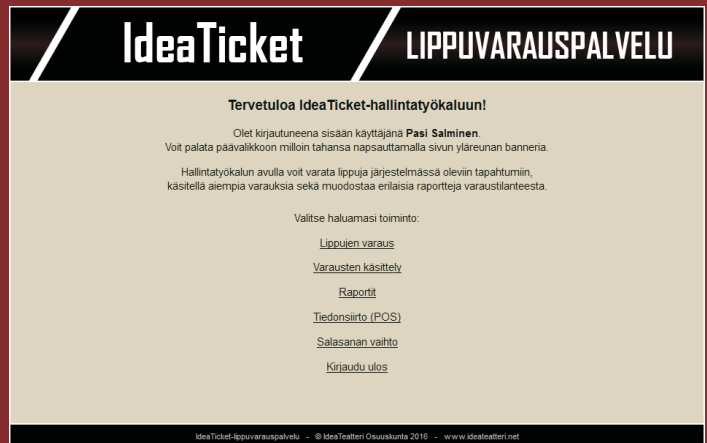 IdeaTicket
LIPPUVARAUSPALVELU
Tervetuloa IdeaTicket-hallintatyökaluun!
Olet kirjautuneena sisään käyttäjänä Pasi Salminen.
Voit palata päävalikkoon milloin tahansa napsauttamalla sivun yläreunan banneria.
Hallintatyökalun avulla voit varata lippuja järjestelmässä oleviin tapahtumiin,
käsitellä aiempia varauksia sekä muodostaa erilaisia raportteja varaustilanteesta.
Valitse haluamasi toiminto:
Lippujen varaus
Varausten käsittely
Raportit
Tiedonsiirto (POS)
Salasanan vaihto
Kirjaudu ulos
IdeaTicket-lippuvarauspalvelu - © IdeaTeatteri Osuuskunta 2016 - www.ideateatteri.net